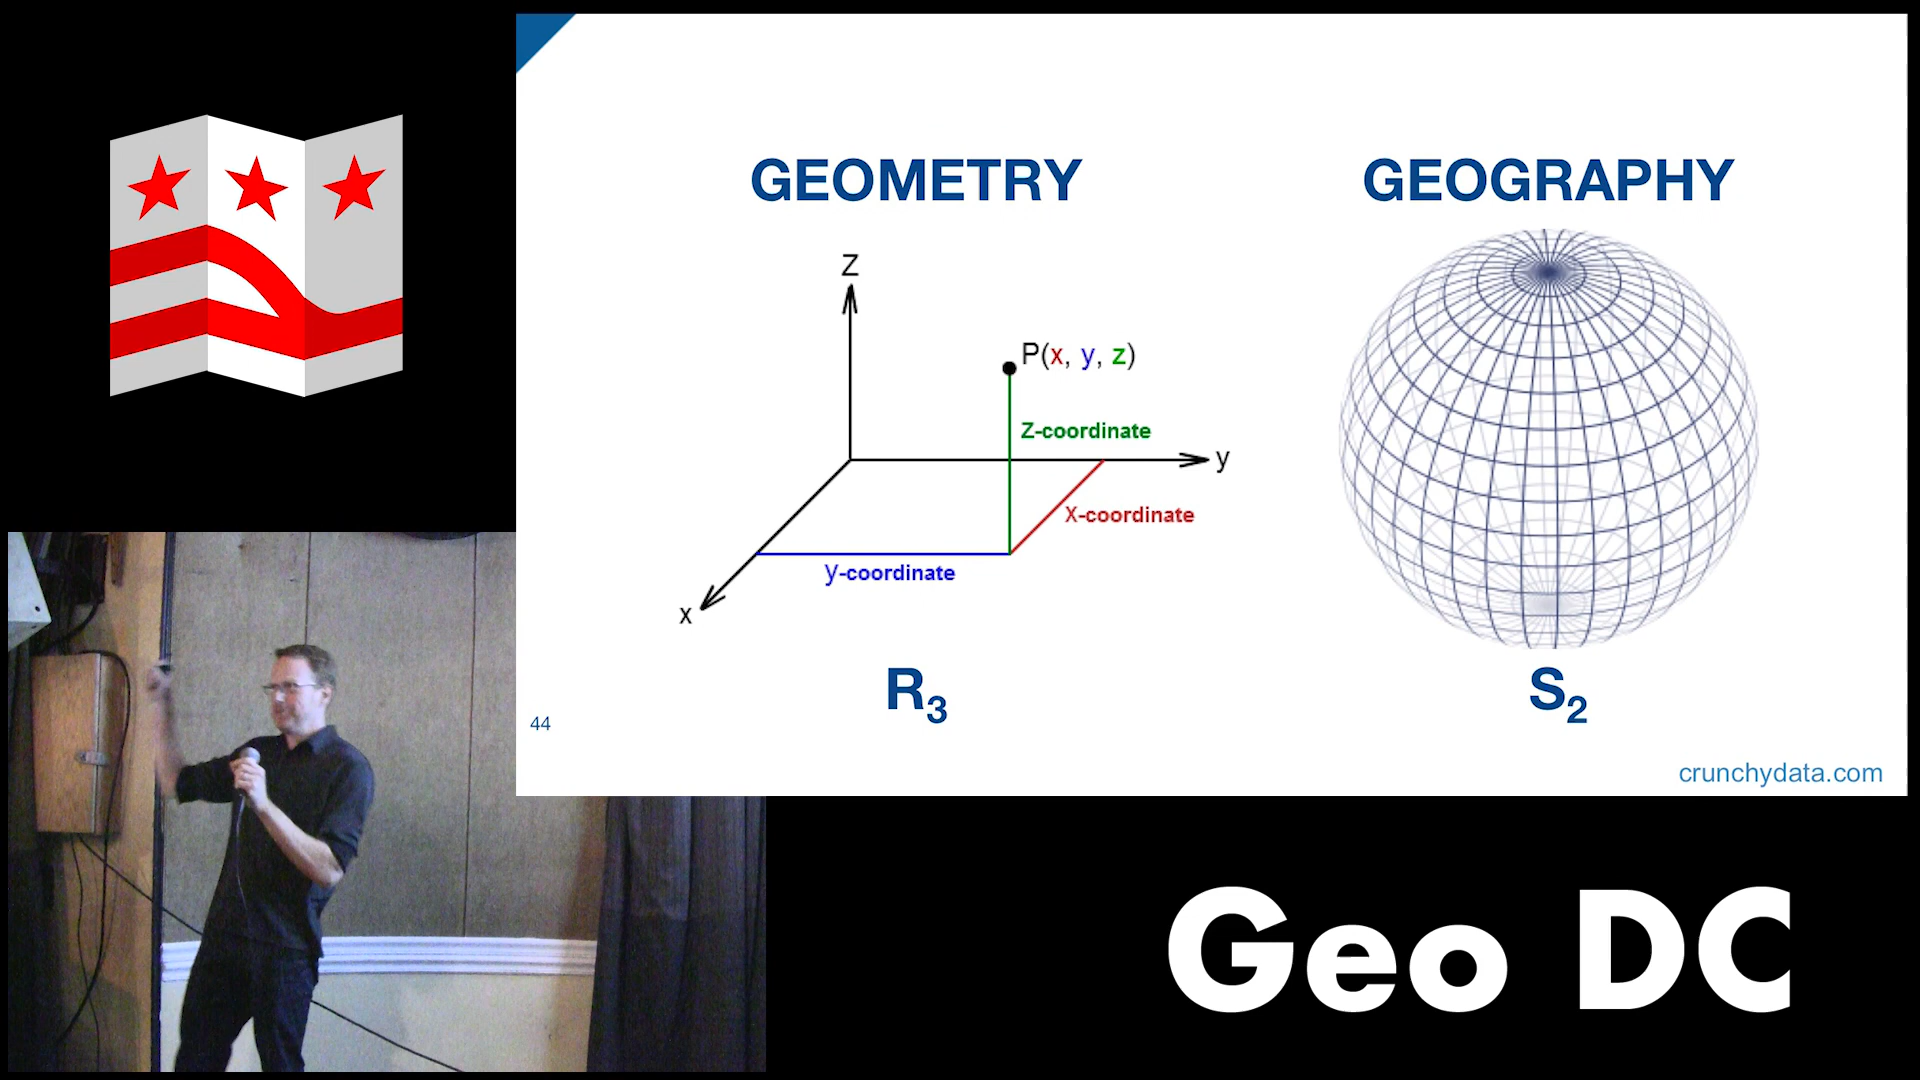 GEOMETRY
GEOGRAPHY
Z
P(x, y, z)
Z-coordinate
y
X-coordinate
y-coordinate
x
R3
S2
44
crunchydata.com
Geo DC